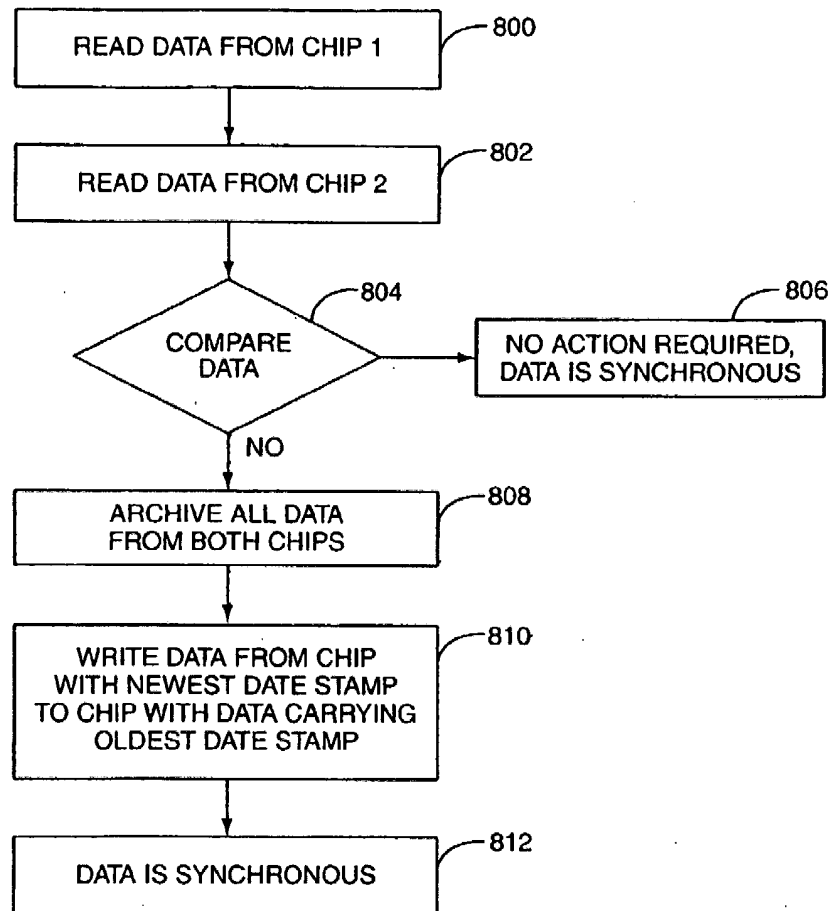 READ DATA FROM CHIP 1
800
READ DATA FROM CHIP 2
802
COMPARE
DATA
804
806
NO ACTION REQUIRED,
DATA IS SYNCHRONOUS
NO
ARCHIVE ALL DATA
FROM BOTH CHIPS
808
WRITE DATA FROM CHIP
WITH NEWEST DATE STAMP
TO CHIP WITH DATA CARRYING
OLDEST DATE STAMP
810
DATA IS SYNCHRONOUS
812